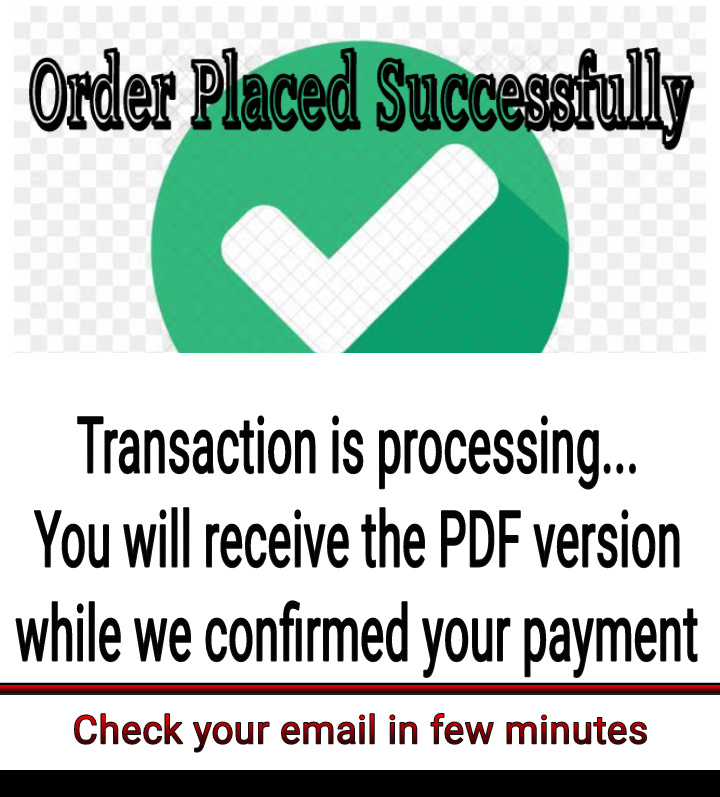 Order Placed Successfully
Transaction is processing...
You will receive the PDF version
while we confirmed your payment
Check your email in few minutes